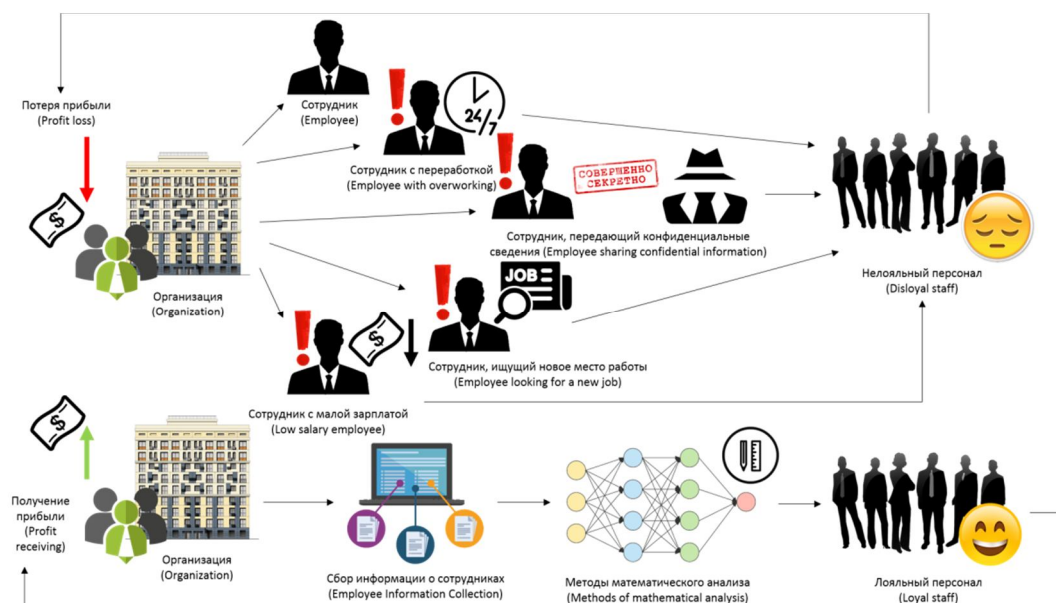 Потеря прибыли
(Profit loss)
Сотрудник
(Employee)
24/7
Сотрудник с переработкой
(Employee with overworking)
СОВЕРШЕННО
СЕКРЕТНО
Сотрудник, передающий конфиденциальные
сведения (Employee sharing confidential information)
Нелояльный персонал
(Disloyal staff)
$
Организация
(Organization)
JOB
$
Сотрудник, ищущий новое место работы
(Employee looking for a new job)
Сотрудник с малой зарплатой
(Low salary employee)
$
Получение
прибыли
(Profit
receiving)
Организация
(Organization)
Сбор информации о сотрудниках
(Employee Information Collection)
Методы математического анализа
(Methods of mathematical analysis)
Лояльный персонал
(Loyal staff)